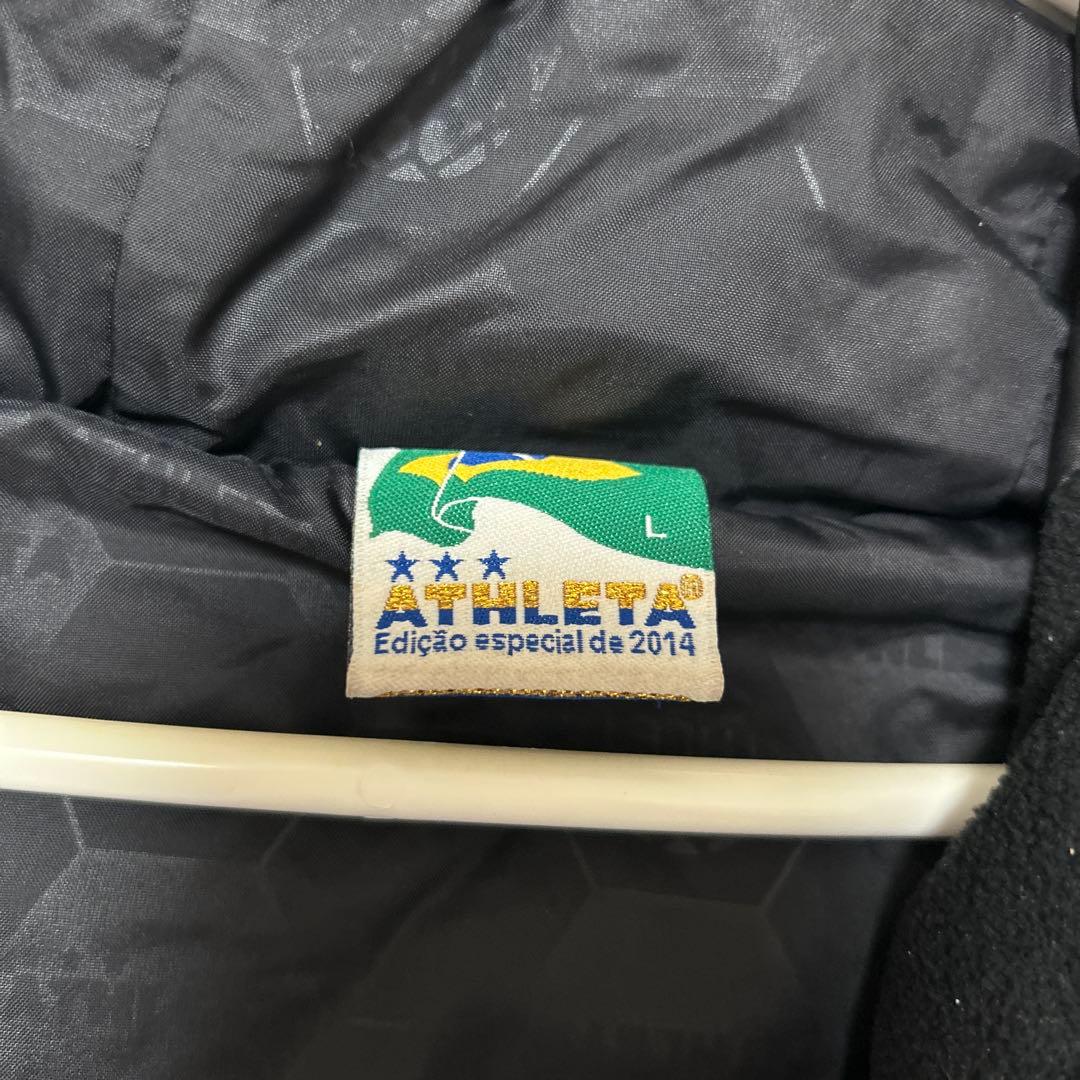 L
ATHLETA
Edição especial de 2014